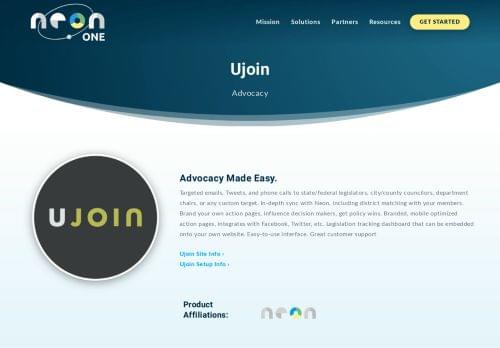 neon
ONE
Mission Solutions Partners Resources GET STARTED
Ujoin
Advocacy
UJOIN
Advocacy Made Easy.
Targeted emails, Tweets, and phone calls to state/federal legislators, city/county councilors, department
chairs, or any custom target. In-depth sync with Neon, including district matching with your members.
Brand your own action pages, influence decision makers, get policy wins. Branded, mobile optimized
action pages, integrates with Facebook, Twitter, etc. Legislation tracking dashboard that can be embedded
onto your own website. Easy-to-use interface. Great customer support
Ujoin Site Info ›
Ujoin Setup Info ›
Product
Affiliations:
neon